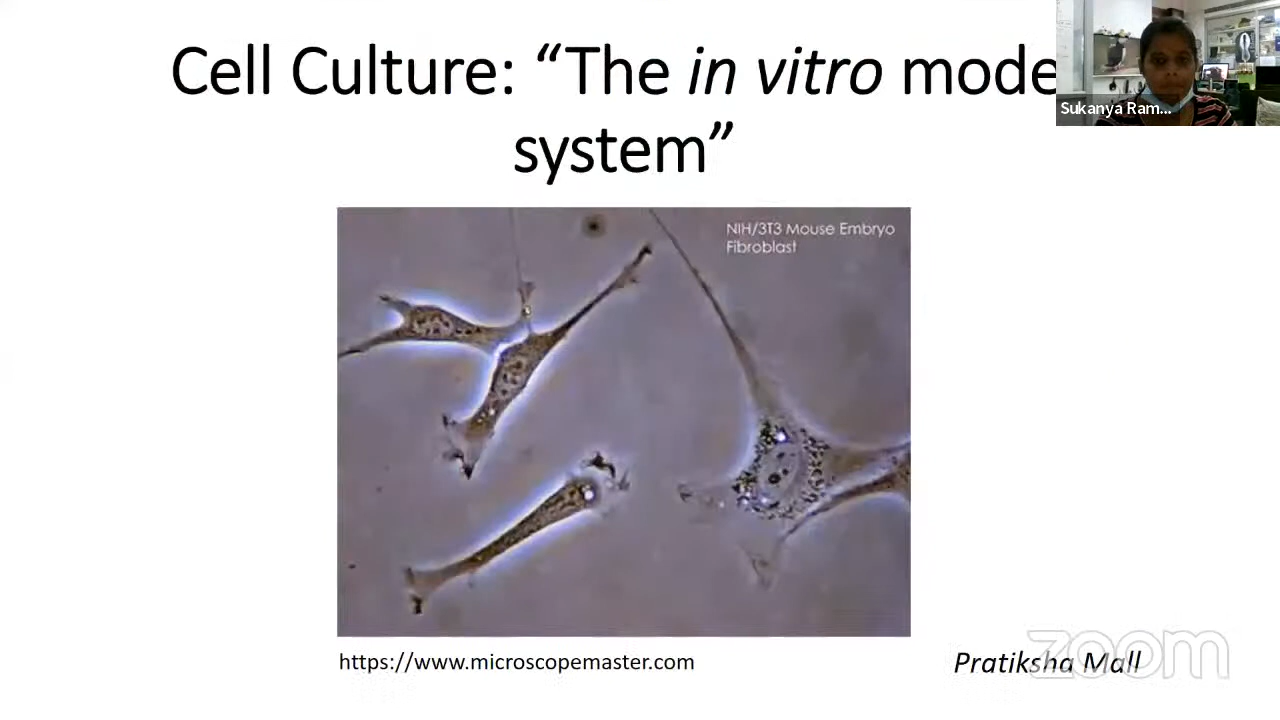 Cell Culture: “The in vitro mode
system”
Sukanya Ram...
NIH/3T3 Mouse Embryo
Fibroblast
https://www.microscopemaster.com
Pratiksha Mall
zoom